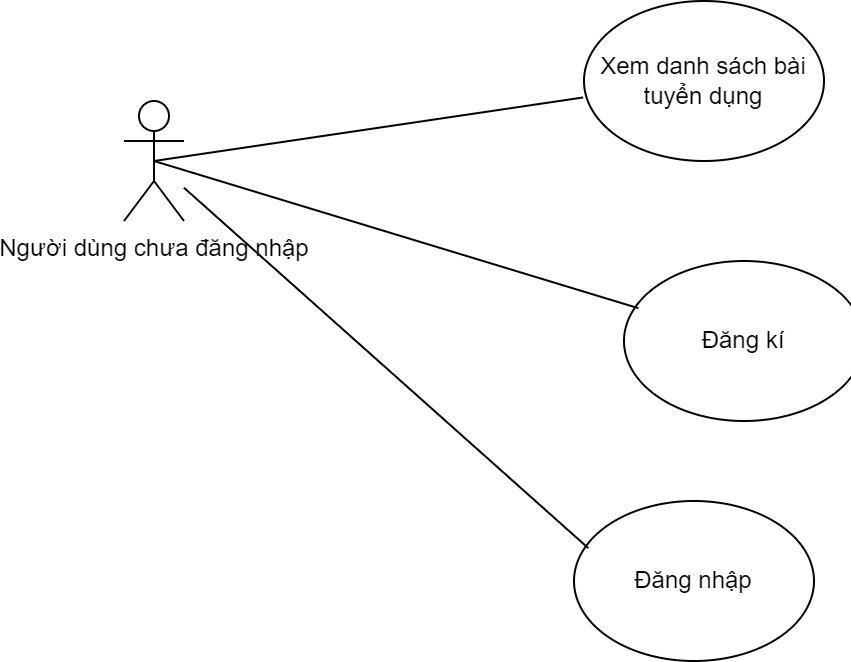 Xem danh sách bài
tuyển dụng
Người dùng chưa đăng nhập
Đăng kí
Đăng nhập